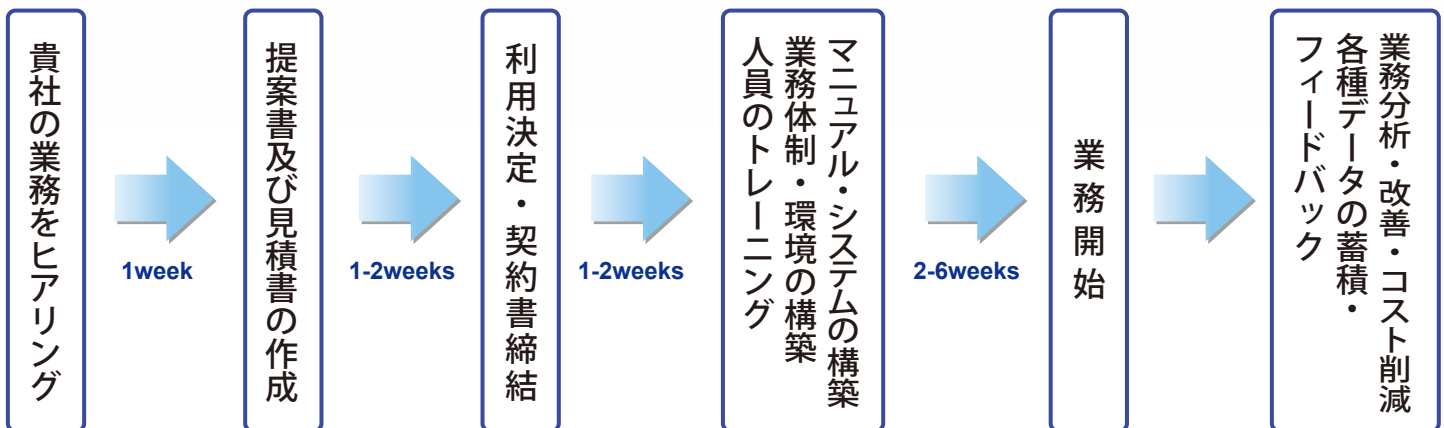 貴社の業務をヒアリング
1week
提案書及び見積書の作成
1-2weeks
利用決定・契約書締結
1-2weeks
マニュアル・システムの構築
業務体制・環境の構築
人員のトレーニング
2-6weeks
業務開始
業務分析・改善・コスト削減
各種データの蓄積・
フィードバック